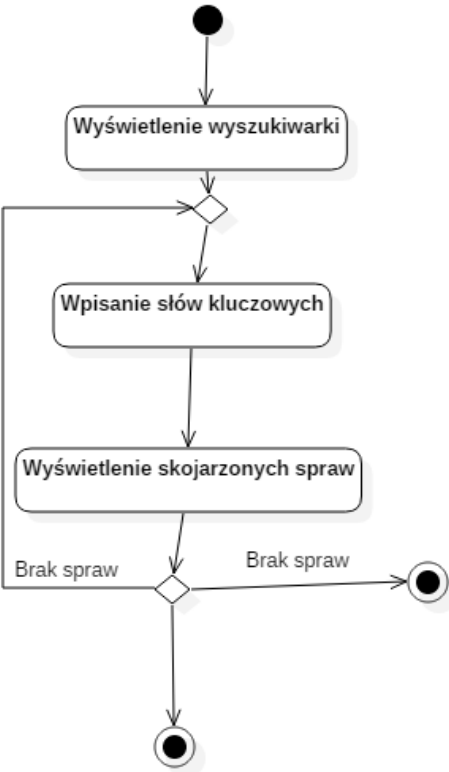 Wyświetlenie wyszukiwarki
Wpisanie słów kluczowych
Wyświetlenie skojarzonych spraw
Brak spraw
Brak spraw